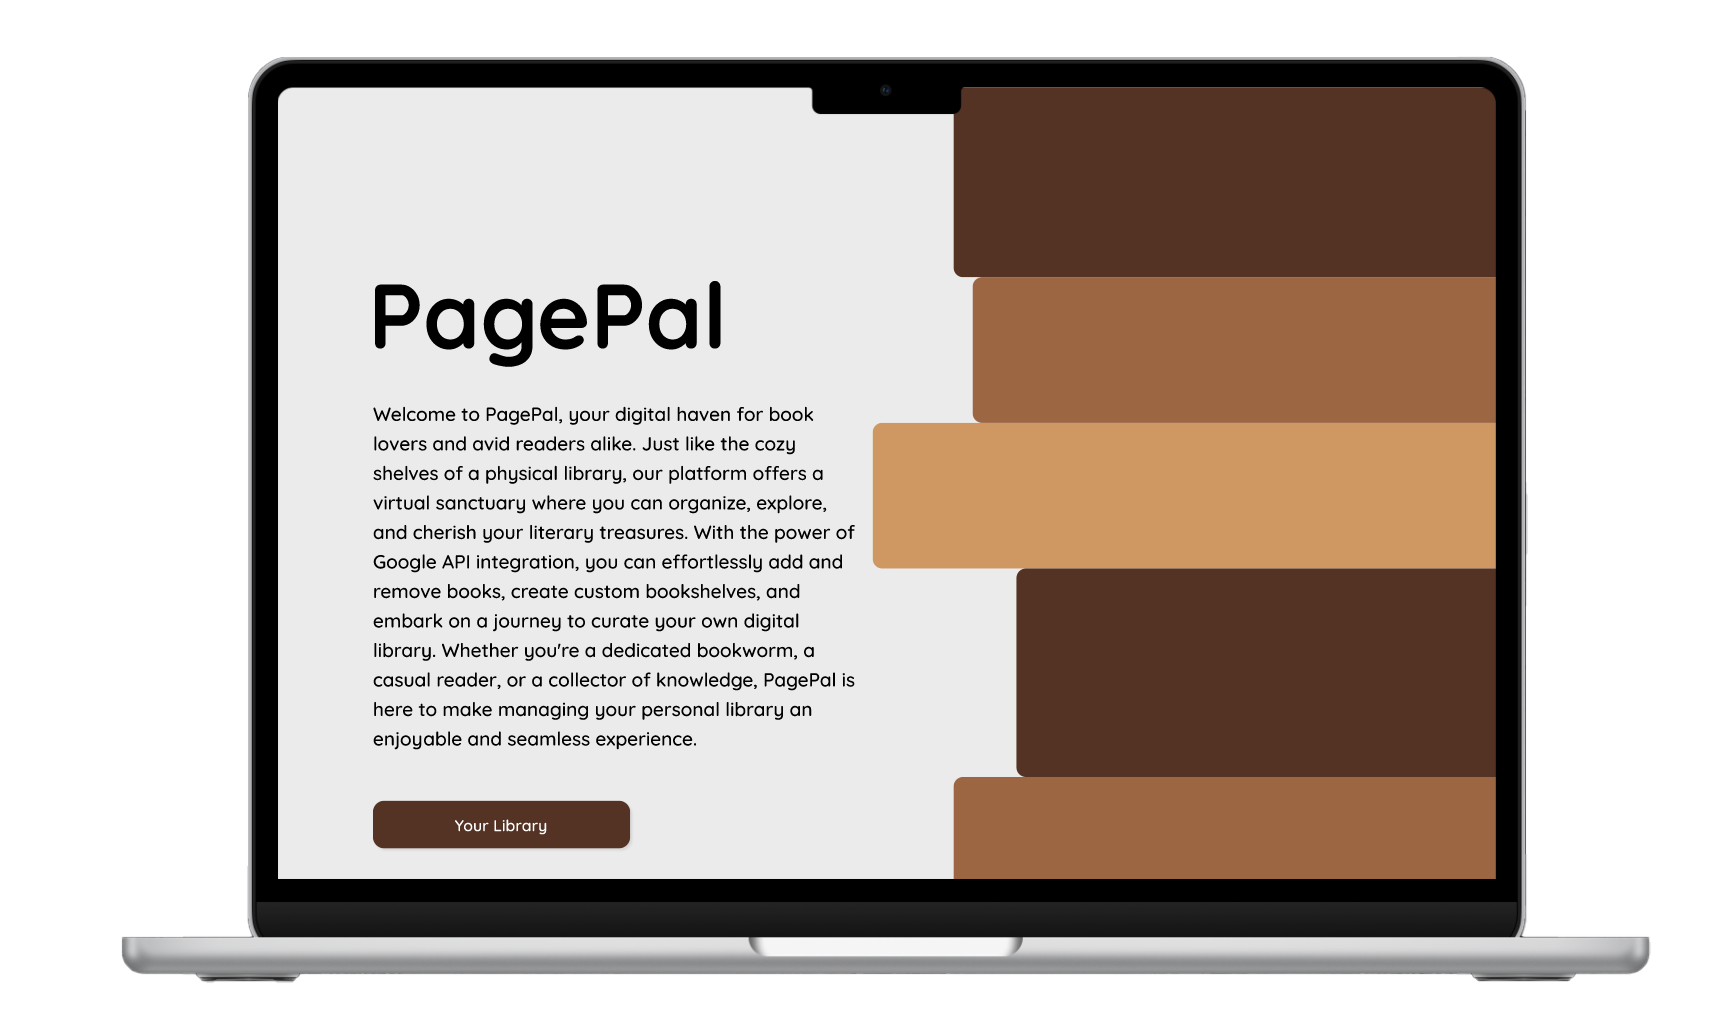 PagePal
Welcome to PagePal, your digital haven for book
lovers and avid readers alike. Just like the cozy
shelves of a physical library, our platform offers a
virtual sanctuary where you can organize, explore,
and cherish your literary treasures. With the power of
Google API integration, you can effortlessly add and
remove books, create custom bookshelves, and
embark on a journey to curate your own digital
library. Whether you're a dedicated bookworm, a
casual reader, or a collector of knowledge, PagePal is
here to make managing your personal library an
enjoyable and seamless experience.
Your Library